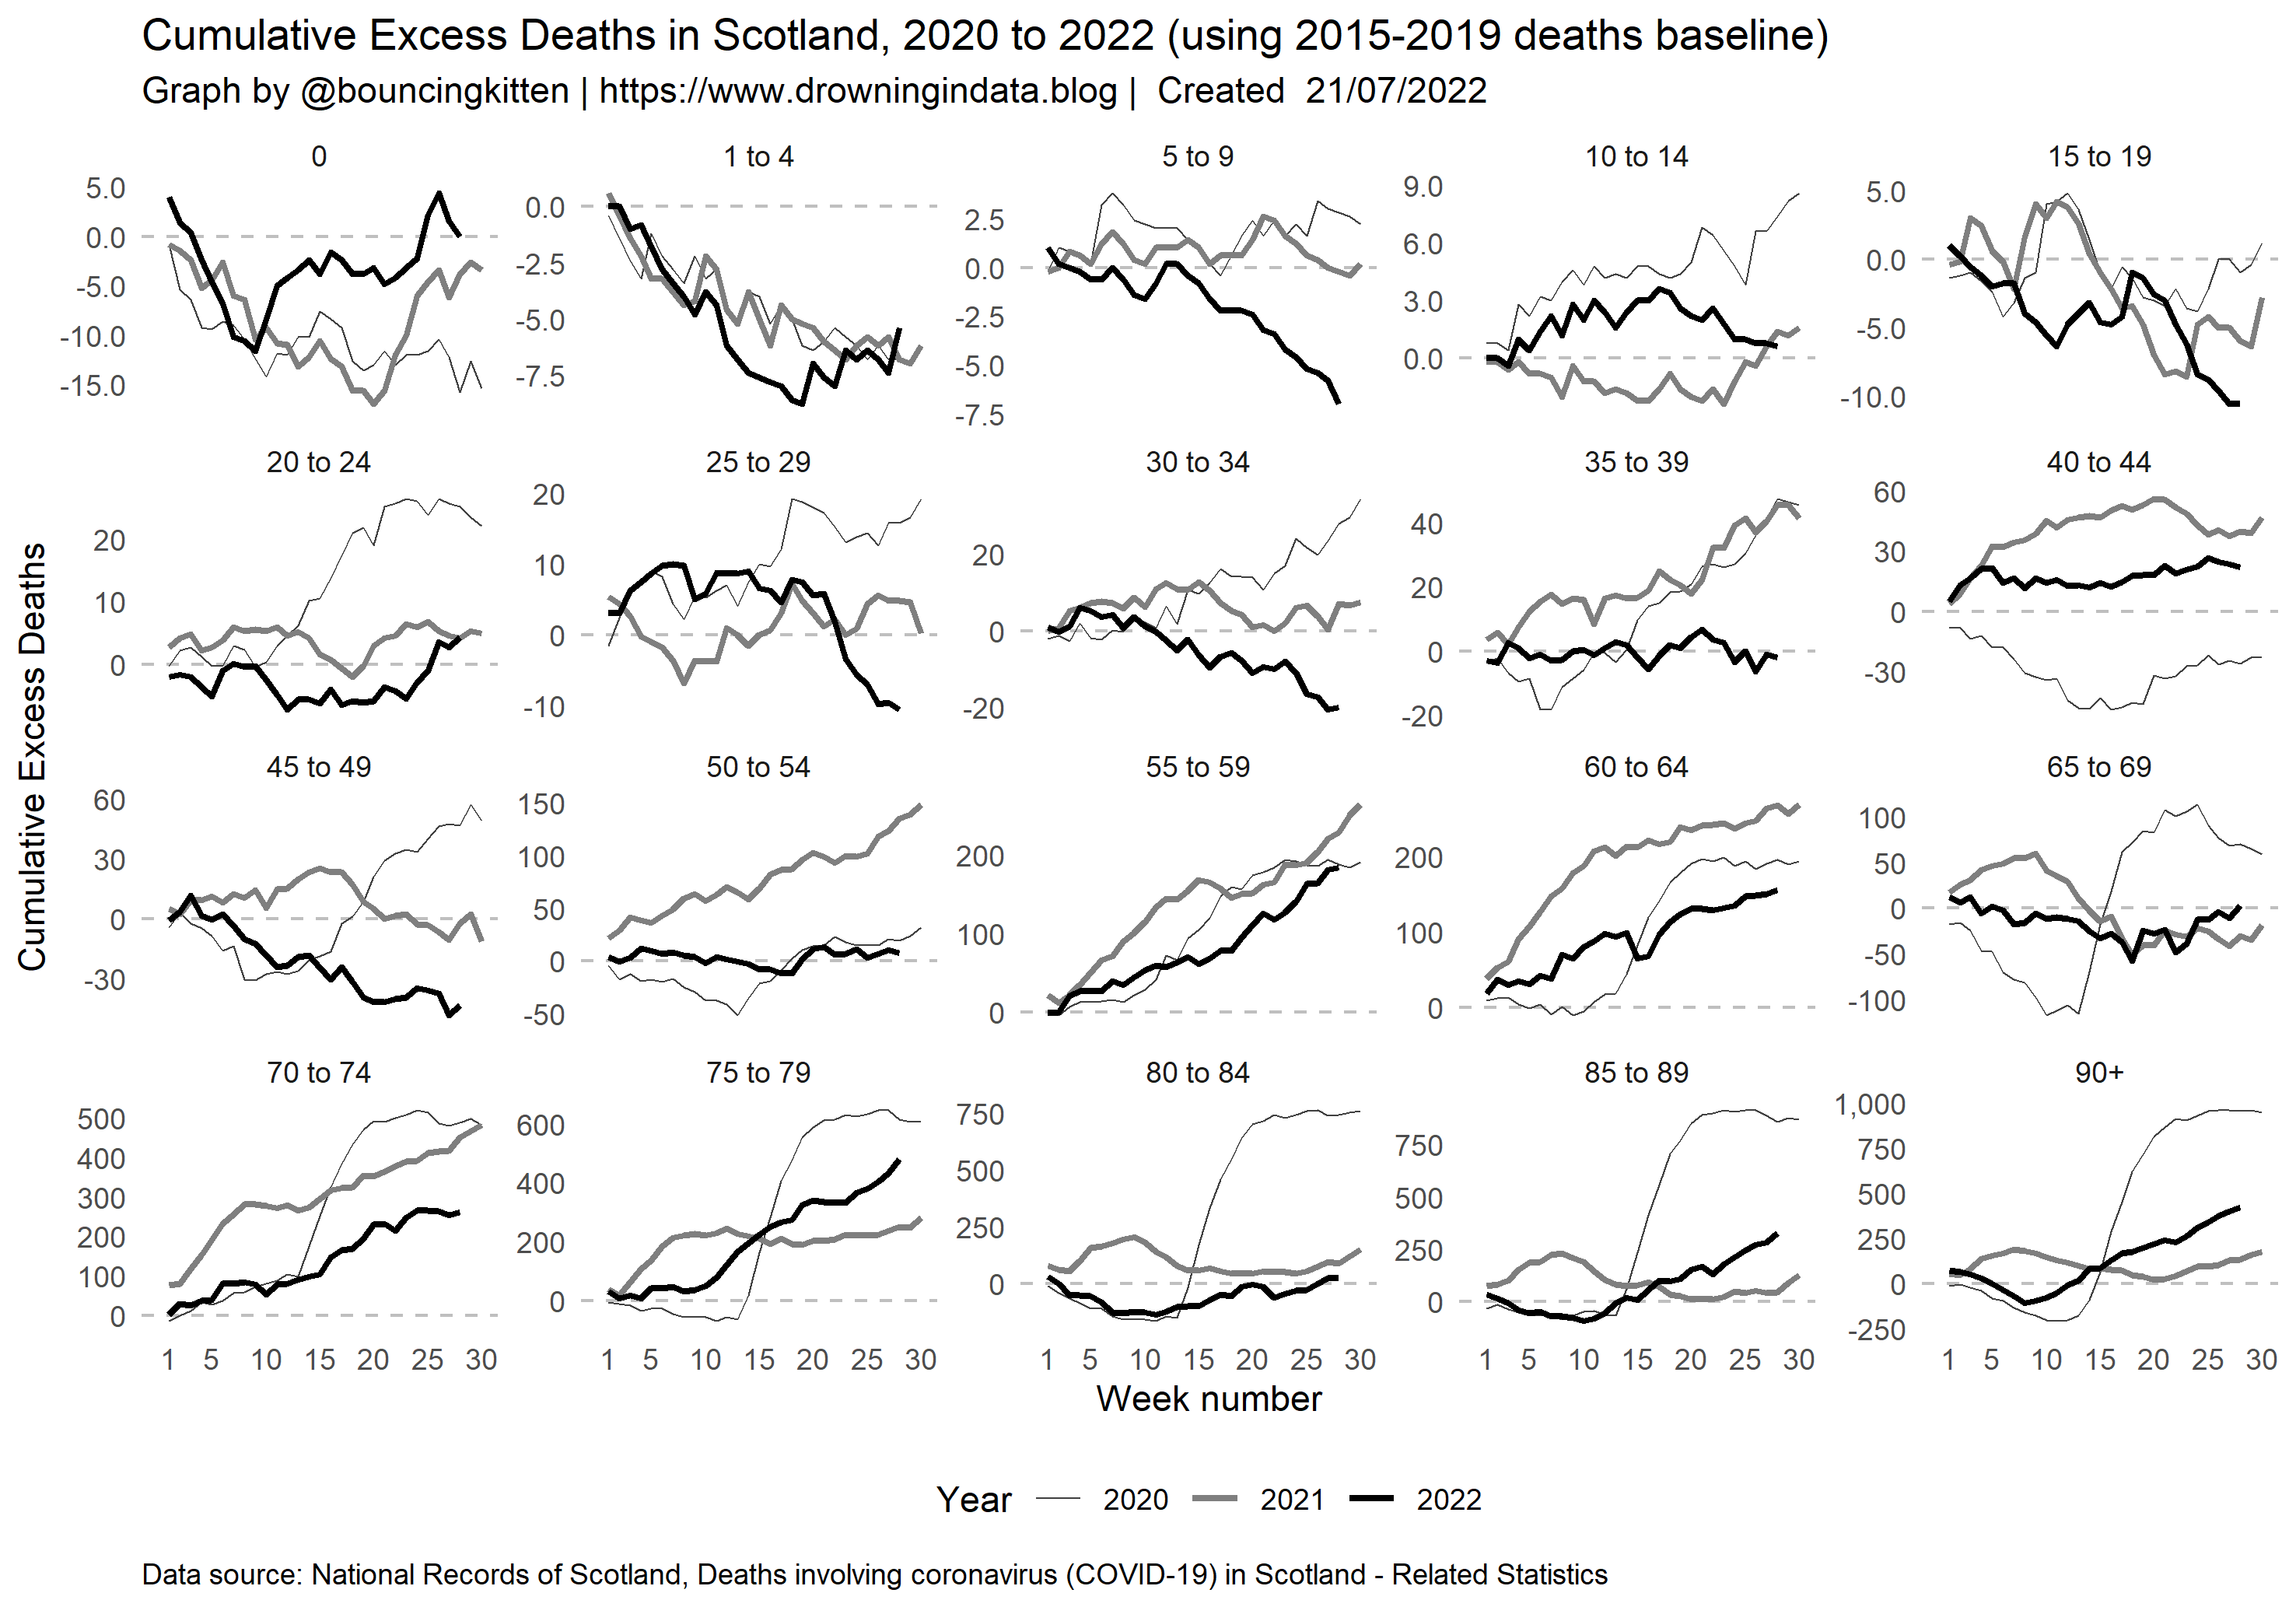 Cumulative Excess Deaths in Scotland, 2020 to 2022 (using 2015-2019 deaths baseline)
Graph by @bouncingkitten | https://www.drowningindata.blog |  Created  21/07/2022
0
5.0
0.0
-5.0
-10.0
-15.0
1 to 4
0.0
-2.5
-5.0
-7.5
5 to 9
2.5
0.0
-2.5
-5.0
-7.5
10 to 14
9.0
6.0
3.0
0.0
15 to 19
5.0
0.0
-5.0
-10.0
20 to 24
20
10
0
25 to 29
20
10
0
-10
30 to 34
20
0
-20
35 to 39
40
20
0
-20
40 to 44
60
30
0
-30
Cumulative Excess Deaths
45 to 49
60
30
0
-30
50 to 54
150
100
50
0
-50
55 to 59
200
100
0
60 to 64
200
100
0
65 to 69
100
50
0
-50
-100
70 to 74
500
400
300
200
100
0
75 to 79
600
400
200
0
80 to 84
750
500
250
0
85 to 89
750
500
250
0
90+
1,000
750
500
250
0
-250
1 5 10 15 20 25 30
1 5 10 15 20 25 30
1 5 10 15 20 25 30
1 5 10 15 20 25 30
1 5 10 15 20 25 30
Week number
Year 2020 2021 2022
Data source: National Records of Scotland, Deaths involving coronavirus (COVID-19) in Scotland - Related Statistics